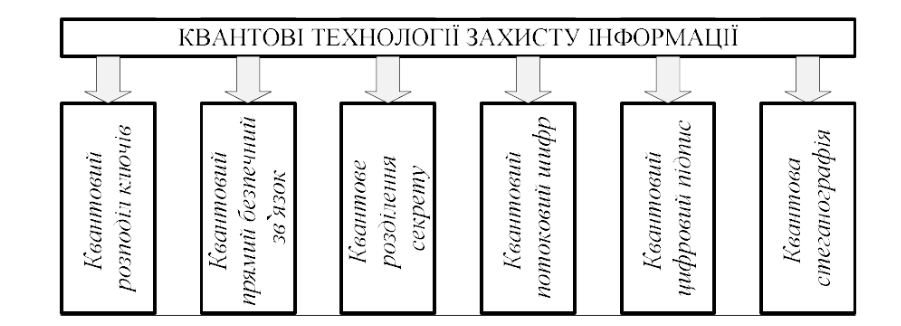 КВАНТОВІ ТЕХНОЛОГІЇ ЗАХИСТУ ІНФОРМАЦІЇ
Квантовий
розподіл ключів
Квантовий
прямий безпечний
зв`язок
Квантове
розділення
секрету
Квантовий
потоковий шифр
Квантовий
цифровий підпис
Квантова
стеганографія